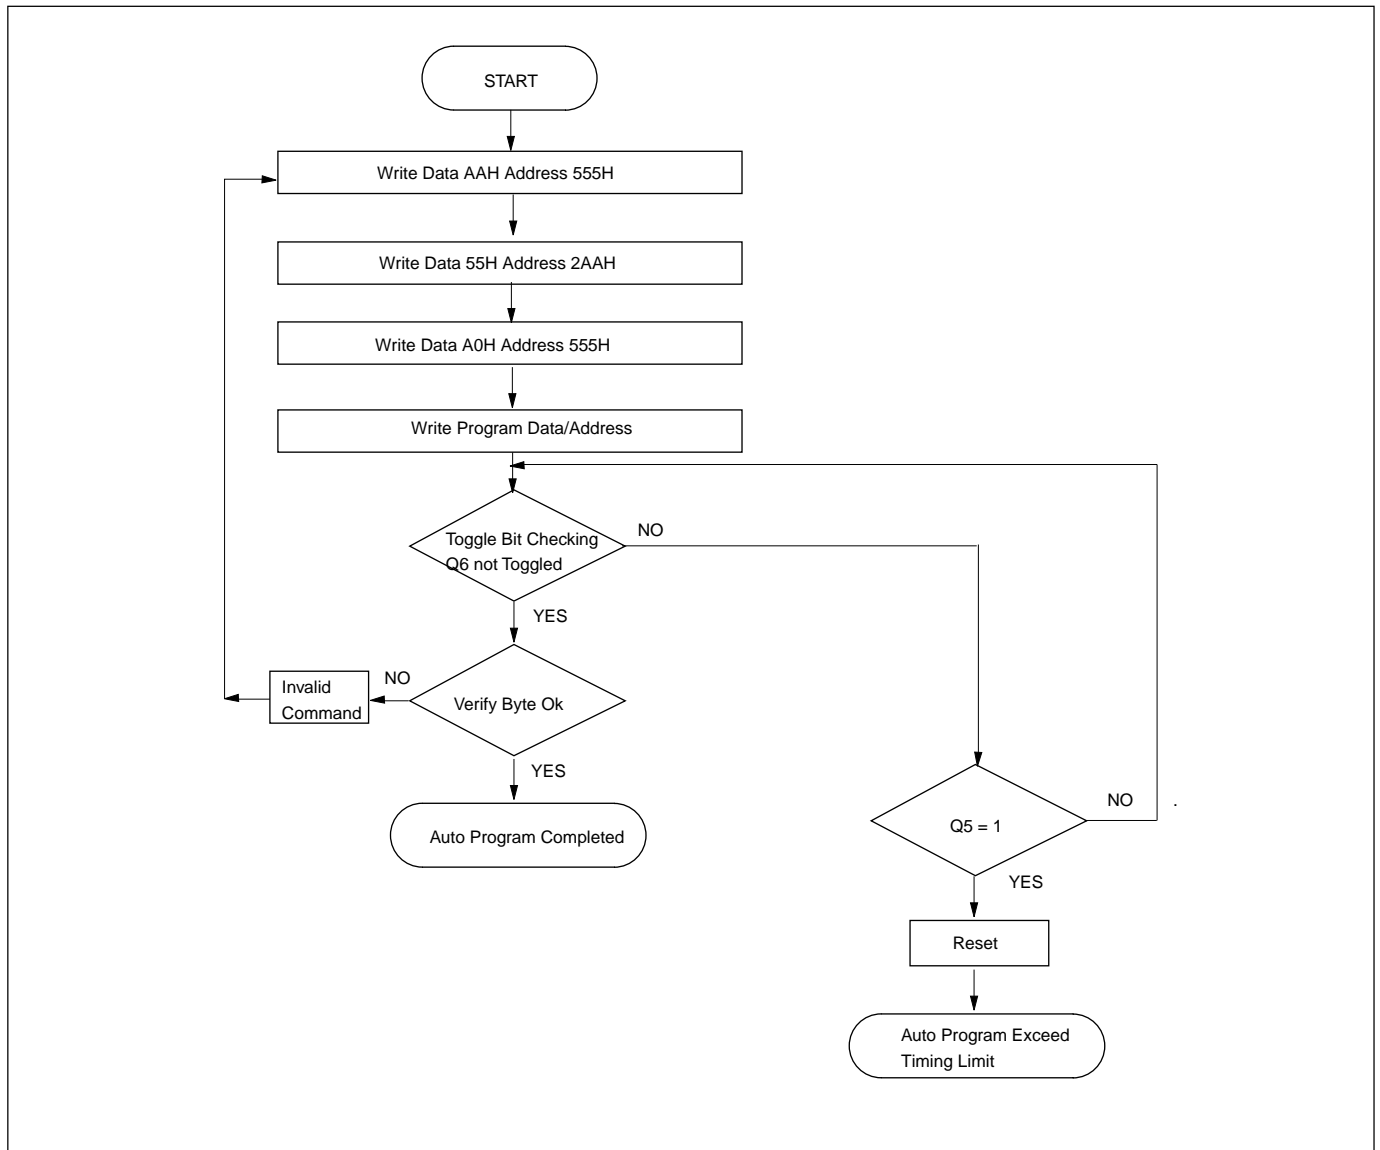 START
Write Data AAH Address 555H
Write Data 55H Address 2AAH
Write Data A0H Address 555H
Write Program Data/Address
Toggle Bit Checking
Q6 not Toggled
NO
YES
Invalid
Command
NO
Verify Byte Ok
YES
Auto Program Completed
Q5 = 1
NO
.
YES
Reset
Auto Program Exceed
Timing Limit